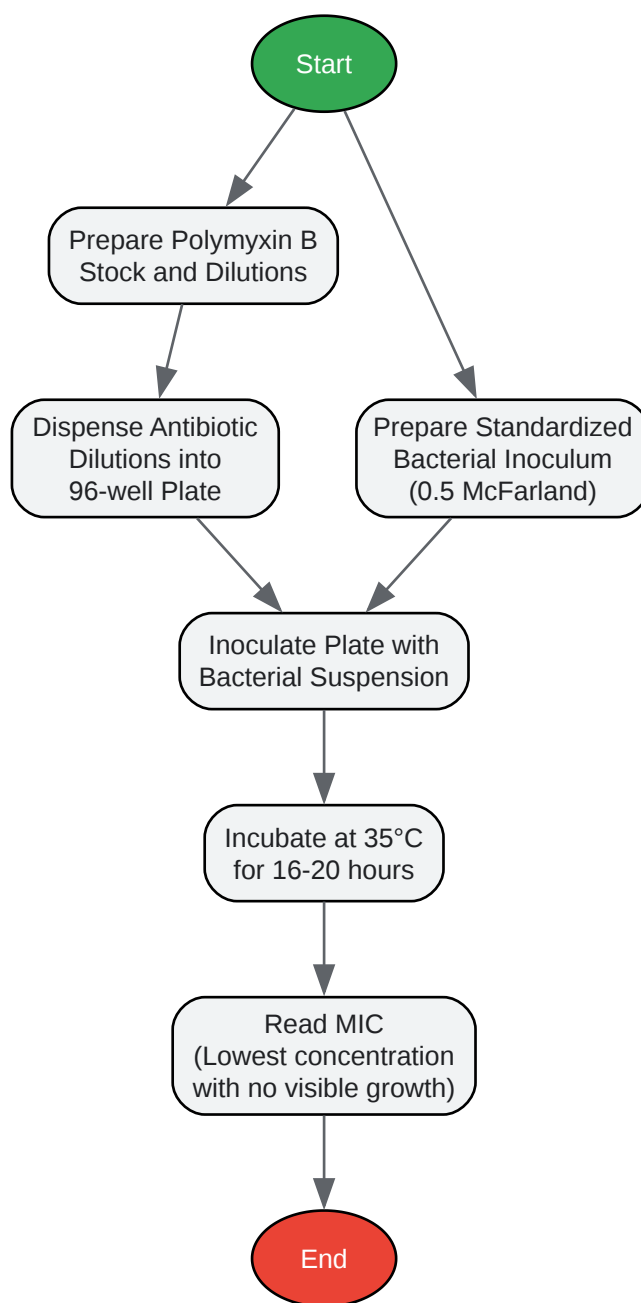 Start
Prepare Polymyxin B
Stock and Dilutions
Dispense Antibiotic
Dilutions into
96-well Plate
Prepare Standardized
Bacterial Inoculum
(0.5 McFarland)
Inoculate Plate with
Bacterial Suspension
Incubate at 35°C
for 16-20 hours
Read MIC
(Lowest concentration
with no visible growth)
End